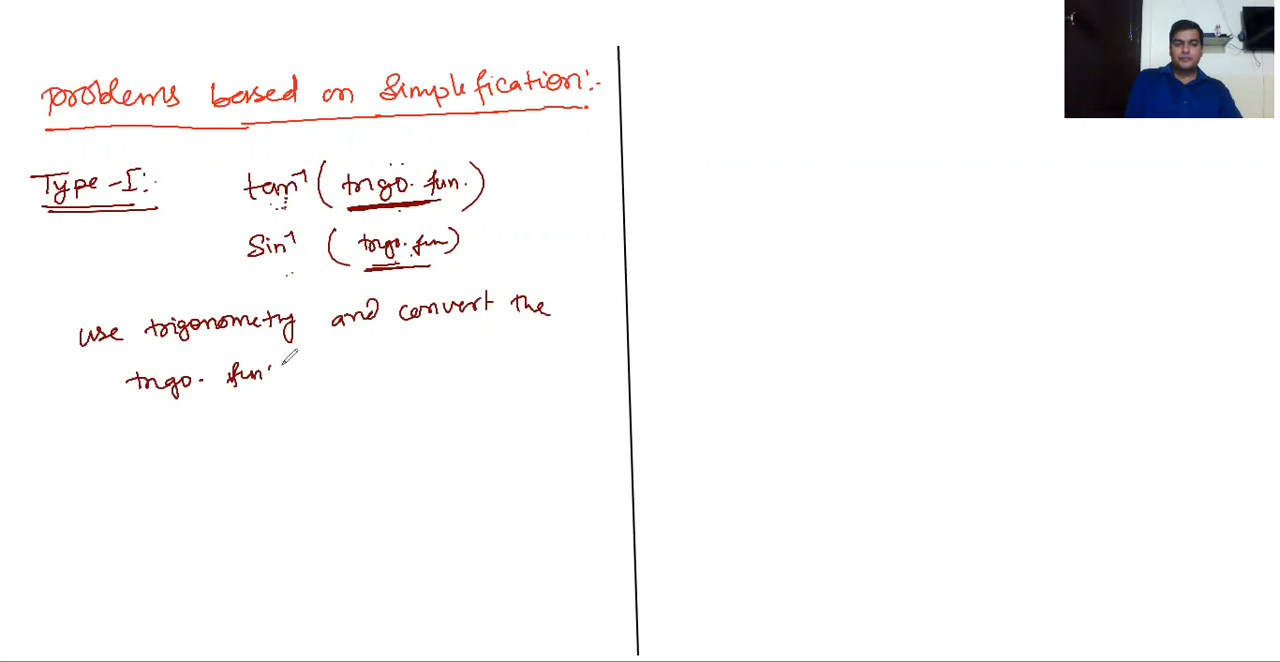 Problems based on Simplification:-
Type-I:- tan⁻¹ (trigo. fun.)
Sin⁻¹ (trigo. fun)
use trigonometry and convert the
trigo. fun.